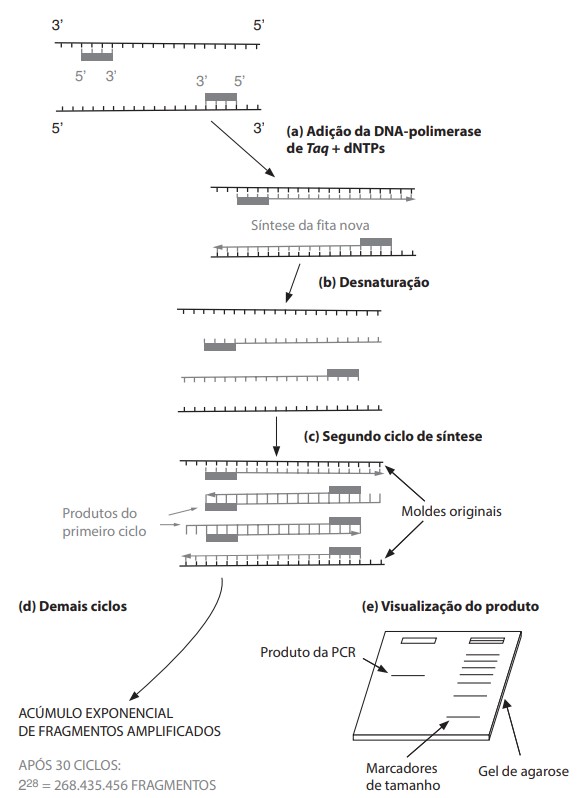 3’ 5’
5’ 3’
3’ 5’
5’ 3’
(a) Adição da DNA-polimerase
de Taq + dNTPs
Síntese da fita nova
(b) Desnaturação
(c) Segundo ciclo de síntese
Produtos do
primeiro ciclo
Moldes originais
(d) Demais ciclos
ACÚMULO EXPONENCIAL
DE FRAGMENTOS AMPLIFICADOS
APÓS 30 CICLOS:
2²⁸ = 268.435.456 FRAGMENTOS
(e) Visualização do produto
Produto da PCR
Marcadores
de tamanho
Gel de agarose